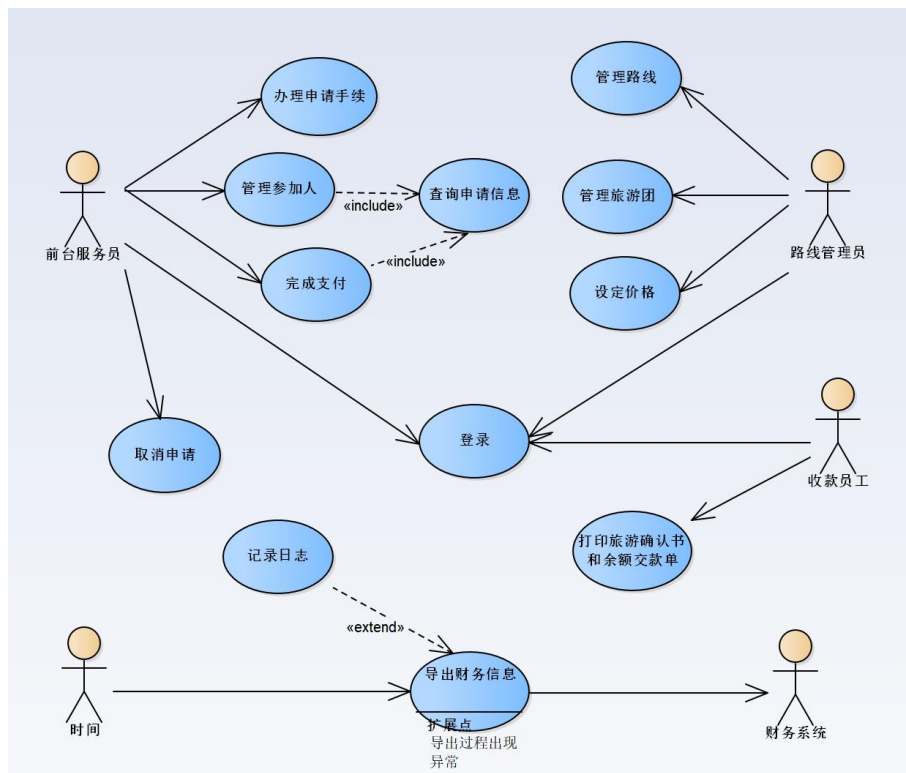 办理申请手续
管理路线
管理参加人
«include»
查询申请信息
管理旅游团
前台服务员
路线管理员
«include»
完成支付
设定价格
取消申请
登录
收款员工
记录日志
打印旅游确认书
和余额交款单
«extend»
导出财务信息
扩展点
导出过程出现
异常
时间
财务系统